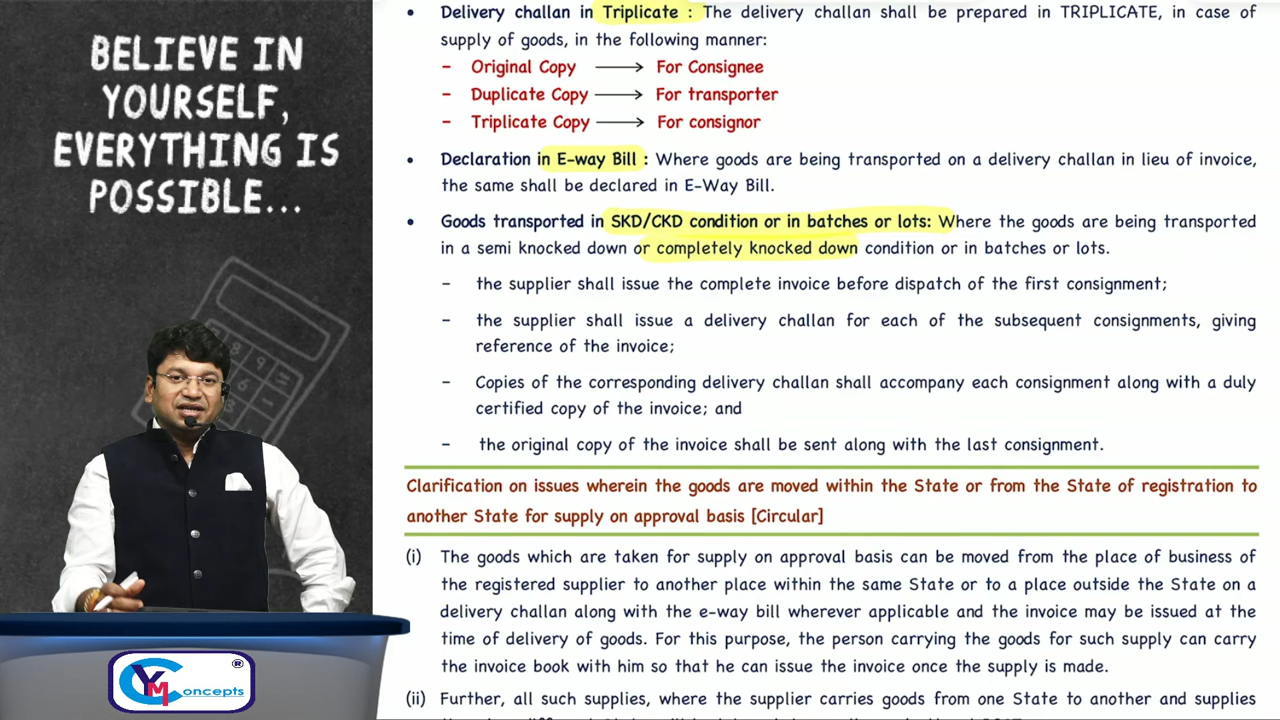 BELIEVE IN
YOURSELF,
EVERYTHING IS
POSSIBLE...
• Delivery challan in Triplicate : The delivery challan shall be prepared in TRIPLICATE, in case of
supply of goods, in the following manner:
– Original Copy ⟶ For Consignee
– Duplicate Copy ⟶ For transporter
– Triplicate Copy ⟶ For consignor
• Declaration in E-way Bill : Where goods are being transported on a delivery challan in lieu of invoice,
the same shall be declared in E-Way Bill.
• Goods transported in SKD/CKD condition or in batches or lots: Where the goods are being transported
in a semi knocked down or completely knocked down condition or in batches or lots.
– the supplier shall issue the complete invoice before dispatch of the first consignment;
– the supplier shall issue a delivery challan for each of the subsequent consignments, giving
reference of the invoice;
– Copies of the corresponding delivery challan shall accompany each consignment along with a duly
certified copy of the invoice; and
– the original copy of the invoice shall be sent along with the last consignment.
Clarification on issues wherein the goods are moved within the State or from the State of registration to
another State for supply on approval basis [Circular]
(i) The goods which are taken for supply on approval basis can be moved from the place of business of
the registered supplier to another place within the same State or to a place outside the State on a
delivery challan along with the e-way bill wherever applicable and the invoice may be issued at the
time of delivery of goods. For this purpose, the person carrying the goods for such supply can carry
the invoice book with him so that he can issue the invoice once the supply is made.
(ii) Further, all such supplies, where the supplier carries goods from one State to another and supplies
YMC oncepts ®